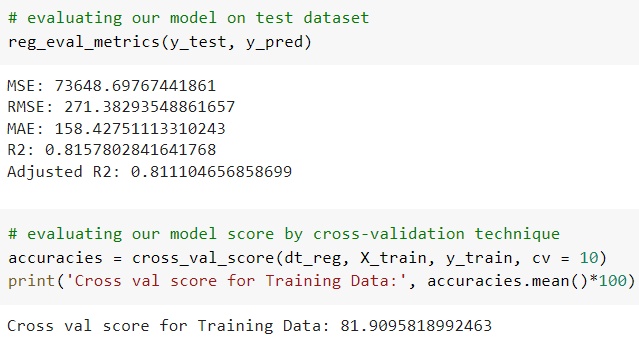 # evaluating our model on test dataset
reg_eval_metrics(y_test, y_pred)
MSE: 73648.69767441861
RMSE: 271.38293548861657
MAE: 158.42751113310243
R2: 0.8157802841641768
Adjusted R2: 0.811104656858699
# evaluating our model score by cross-validation technique
accuracies = cross_val_score(dt_reg, X_train, y_train, cv = 10)
print('Cross val score for Training Data:', accuracies.mean()*100)
Cross val score for Training Data: 81.9095818992463